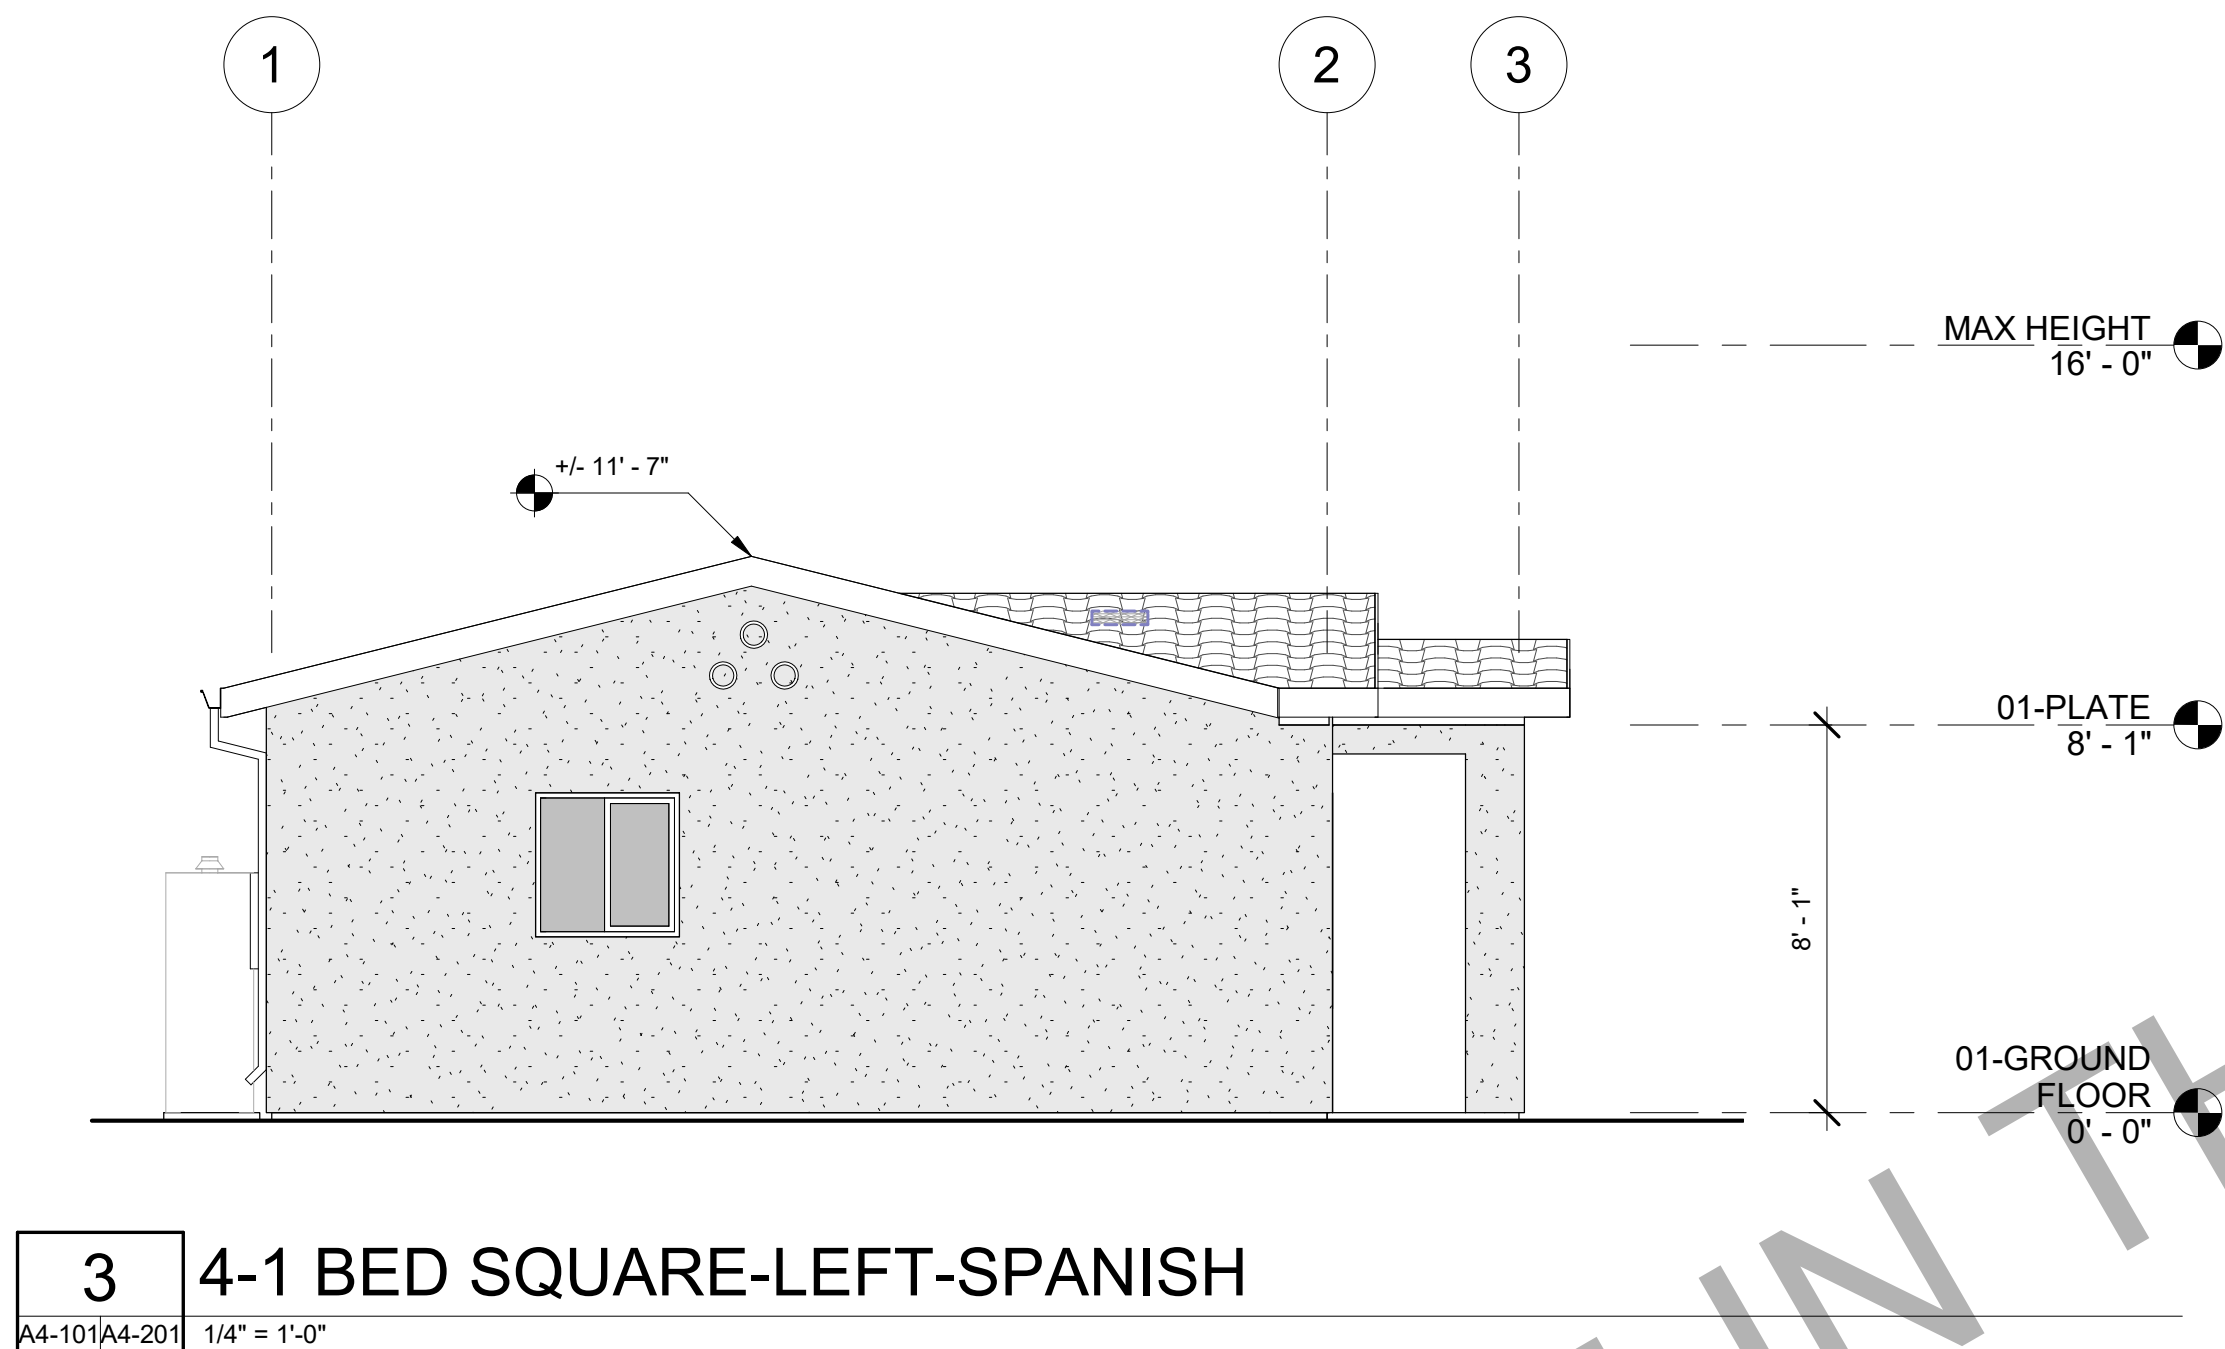 1
2
3
MAX HEIGHT
16' - 0"
+/- 11' - 7"
01-PLATE
8' - 1"
8' - 1"
01-GROUND
FLOOR
0' - 0"
3
4-1 BED SQUARE-LEFT-SPANISH
A4-101
A4-201
1/4" = 1'-0"